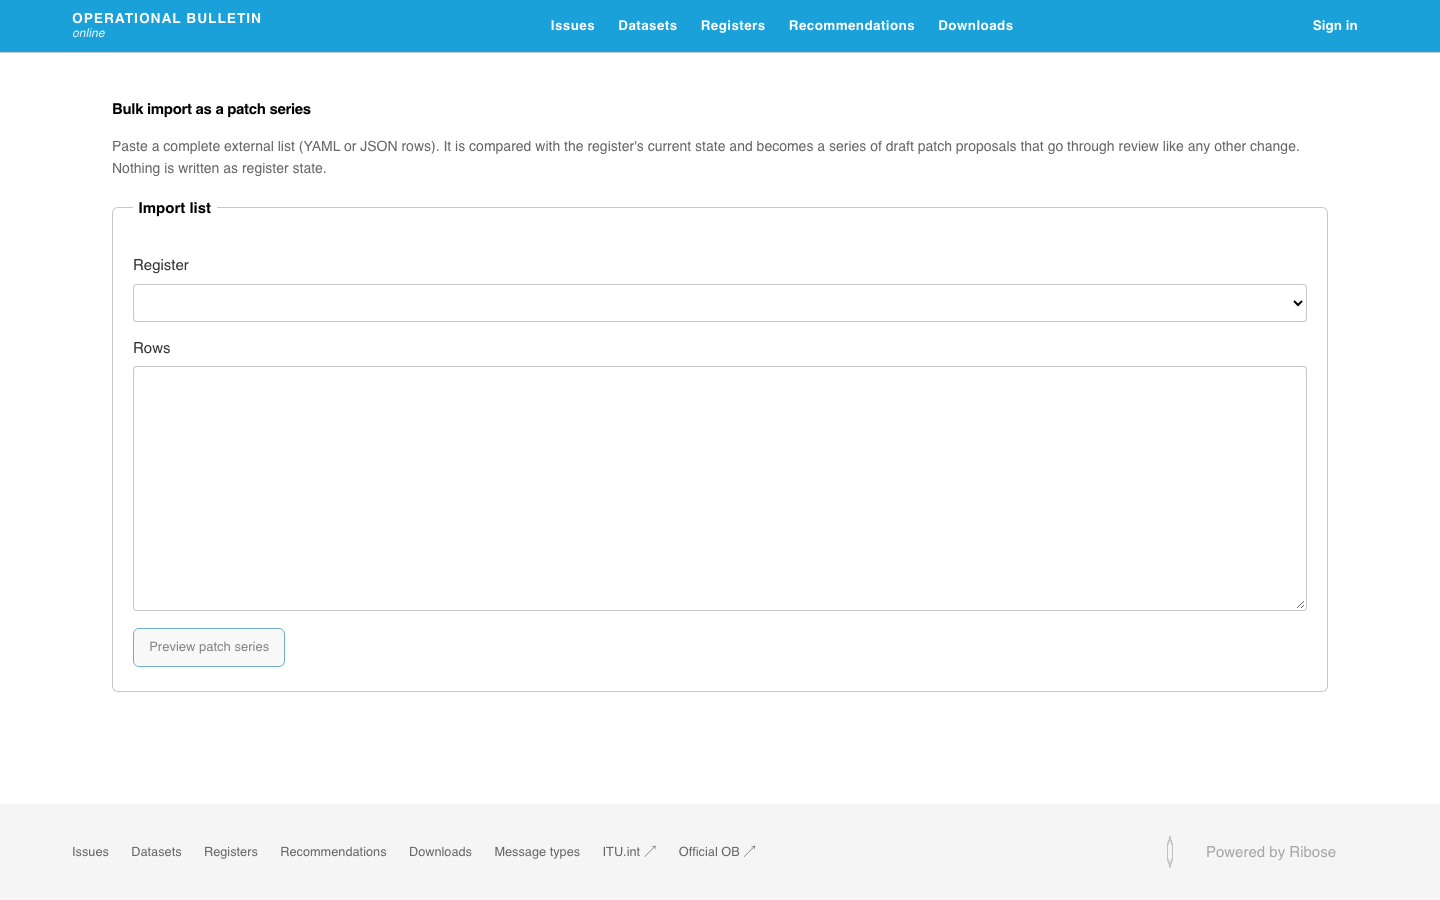 OPERATIONAL BULLETIN
online
Issues Datasets Registers Recommendations Downloads
Sign in
Bulk import as a patch series
Paste a complete external list (YAML or JSON rows). It is compared with the register's current state and becomes a series of draft patch proposals that go through review like any other change.
Nothing is written as register state.
Import list
Register
Rows
Preview patch series
Issues Datasets Registers Recommendations Downloads Message types ITU.int Official OB
Powered by Ribose